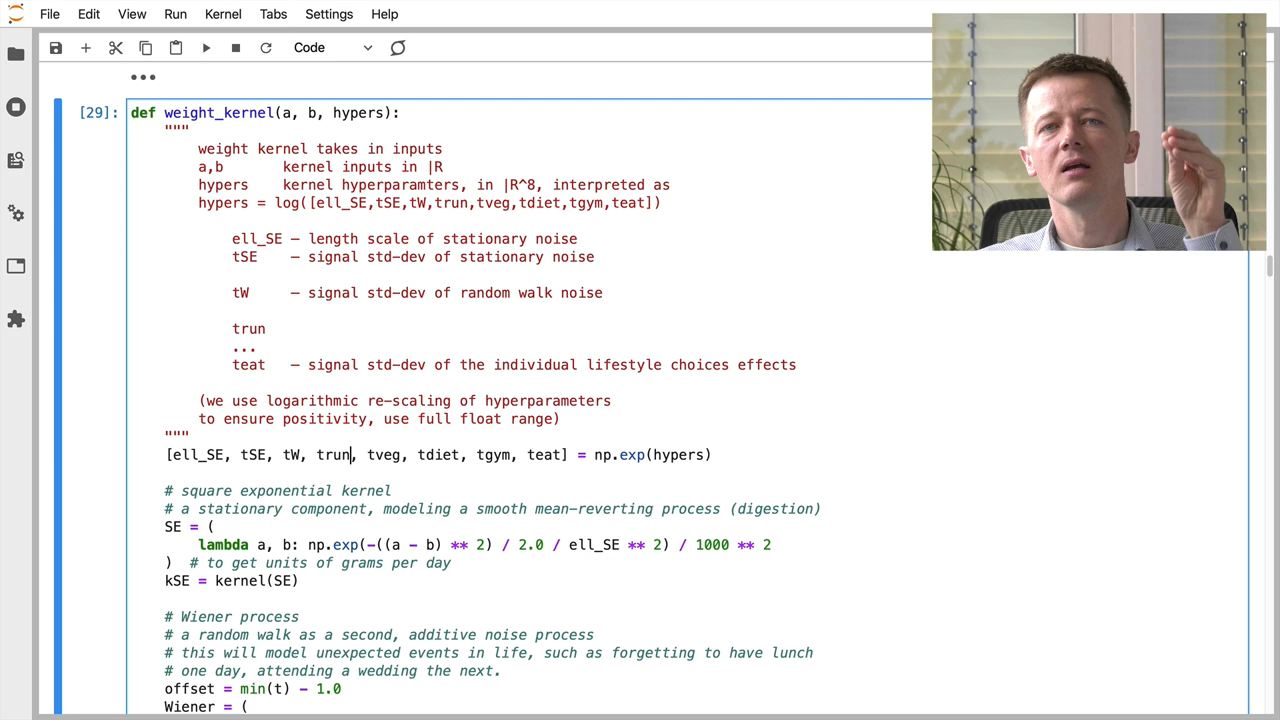 File Edit View Run Kernel Tabs Settings Help
Code
•••
[29]: def weight_kernel(a, b, hypers):
"""
weight kernel takes in inputs
a,b kernel inputs in |R
hypers kernel hyperparamters, in |R^8, interpreted as
hypers = log([ell_SE,tSE,tW,trun,tveg,tdiet,tgym,teat])
ell_SE — length scale of stationary noise
tSE — signal std-dev of stationary noise
tW — signal std-dev of random walk noise
trun
...
teat — signal std-dev of the individual lifestyle choices effects
(we use logarithmic re-scaling of hyperparameters
to ensure positivity, use full float range)
"""
[ell_SE, tSE, tW, trun, tveg, tdiet, tgym, teat] = np.exp(hypers)
# square exponential kernel
# a stationary component, modeling a smooth mean-reverting process (digestion)
SE = (
lambda a, b: np.exp(-((a - b) ** 2) / 2.0 / ell_SE ** 2) / 1000 ** 2
) # to get units of grams per day
kSE = kernel(SE)
# Wiener process
# a random walk as a second, additive noise process
# this will model unexpected events in life, such as forgetting to have lunch
# one day, attending a wedding the next.
offset = min(t) - 1.0
Wiener = (